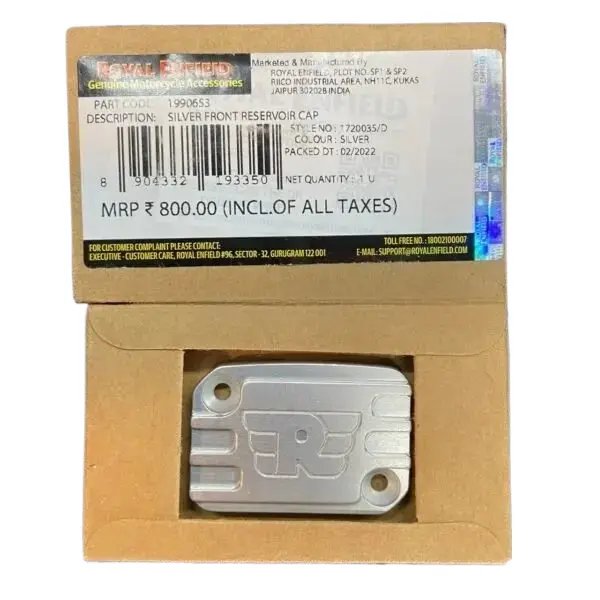 ROYAL ENFIELD
Genuine Motorcycle Accessories
Marketed & Manufactured By
ROYAL ENFIELD, PLOT NO. SP1 & SP2
RIICO INDUSTRIAL AREA, NH11C, KUKAS
JAIPUR 302028 INDIA
PART CODE: 1990653
DESCRIPTION: SILVER FRONT RESERVOIR CAP
STYLE NO : 1720035/D
COLOUR : SILVER
PACKED DT : 02/2022
8 904332 193350
NET QUANTITY : 1 U
MRP ₹ 800.00 (INCL.OF ALL TAXES)
FOR CUSTOMER COMPLAINT PLEASE CONTACT:
EXECUTIVE - CUSTOMER CARE, ROYAL ENFIELD #96, SECTOR - 32, GURUGRAM 122 001
TOLL FREE NO. : 18002100007
E-MAIL: SUPPORT@ROYALENFIELD.COM
R